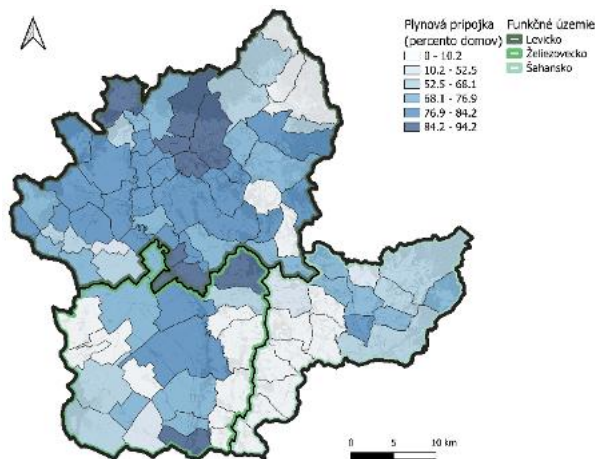 Plynová prípojka
(percento domov)
0 - 10.2
10.2 - 52.5
52.5 - 68.1
68.1 - 76.9
76.9 - 84.2
84.2 - 94.2
Funkčné územie
Levicko
Želiezovecko
Šahansko
0 5 10 km